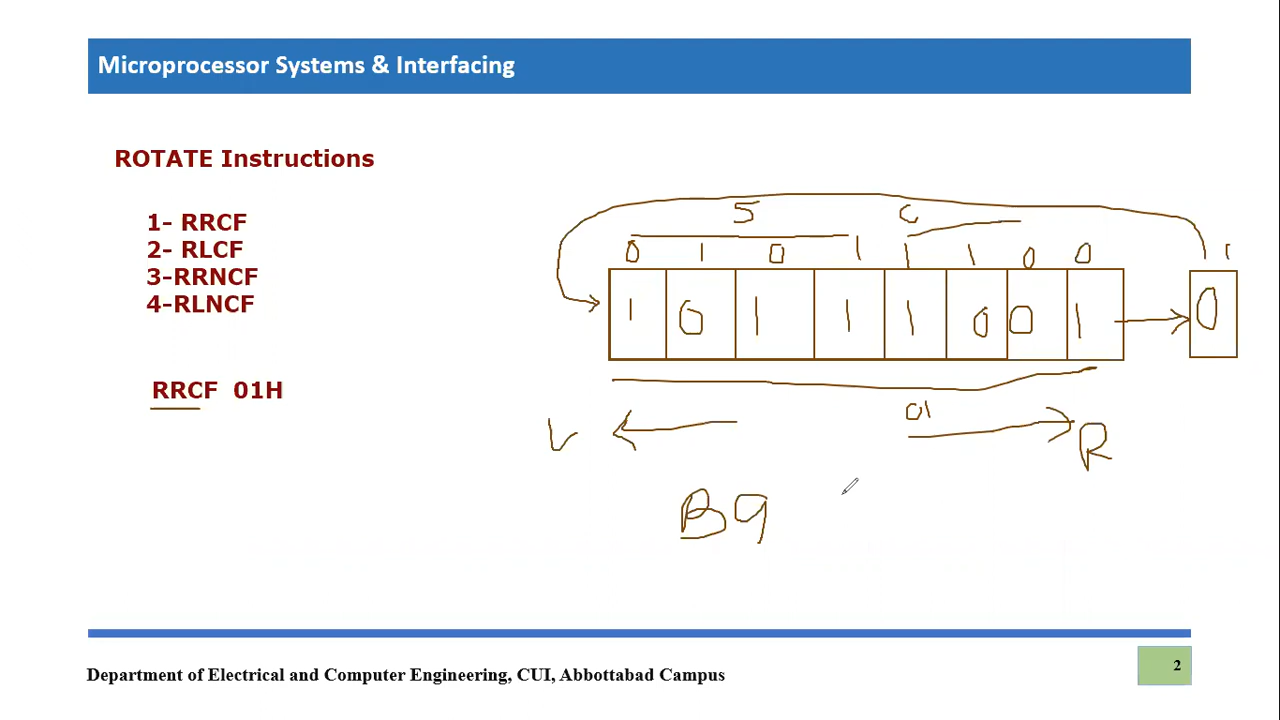 Microprocessor Systems & Interfacing
ROTATE Instructions
1- RRCF
2- RLCF
3-RRNCF
4-RLNCF
RRCF 01H
5 C
0 1 0 1 1 1 0 0 1
1 0 1 1 1 0 0 1 0
01
L R
B9
Department of Electrical and Computer Engineering, CUI, Abbottabad Campus
2